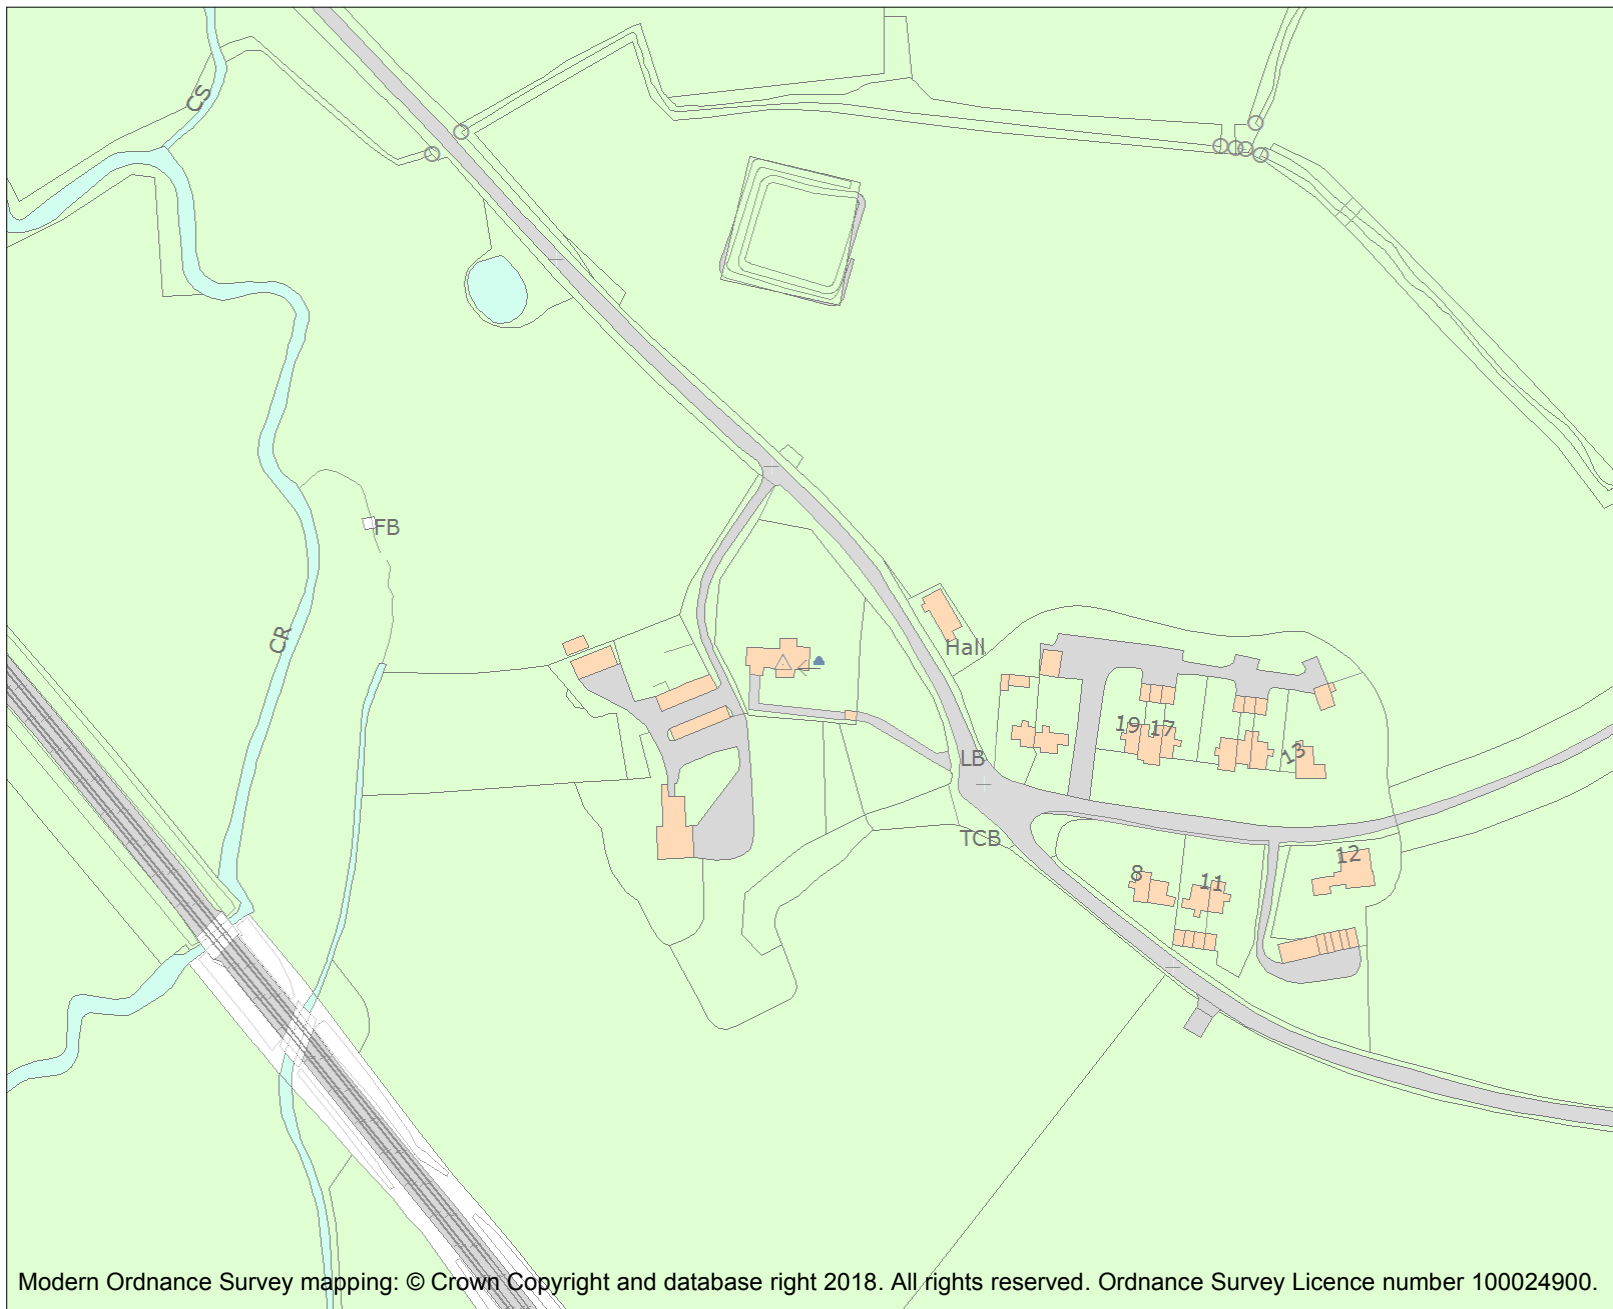 CS
FB
CR
Hall
19 17
13
LB
TCB
12
8
11
Modern Ordnance Survey mapping: © Crown Copyright and database right 2018. All rights reserved. Ordnance Survey Licence number 100024900.